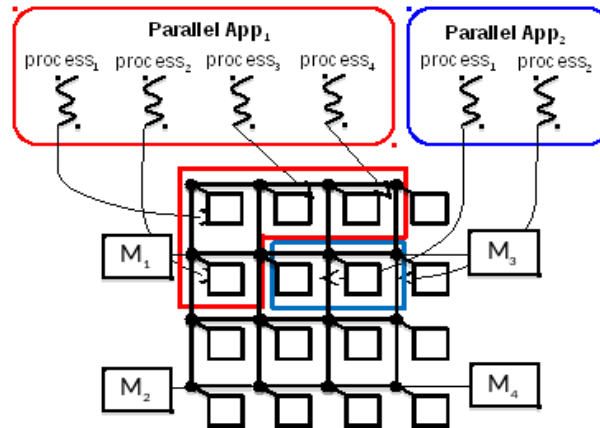 Parallel App₁
Parallel App₂
process₁ process₂ process₃ process₄
process₁ process₂
M₁
M₃
M₂
M₄